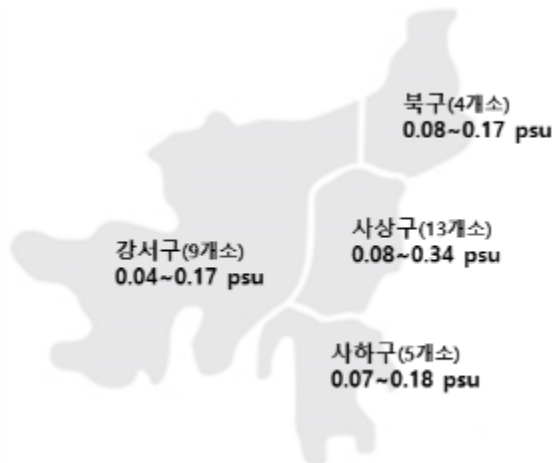 북구(4개소)
0.08~0.17 psu
사상구(13개소)
0.08~0.34 psu
강서구(9개소)
0.04~0.17 psu
사하구(5개소)
0.07~0.18 psu